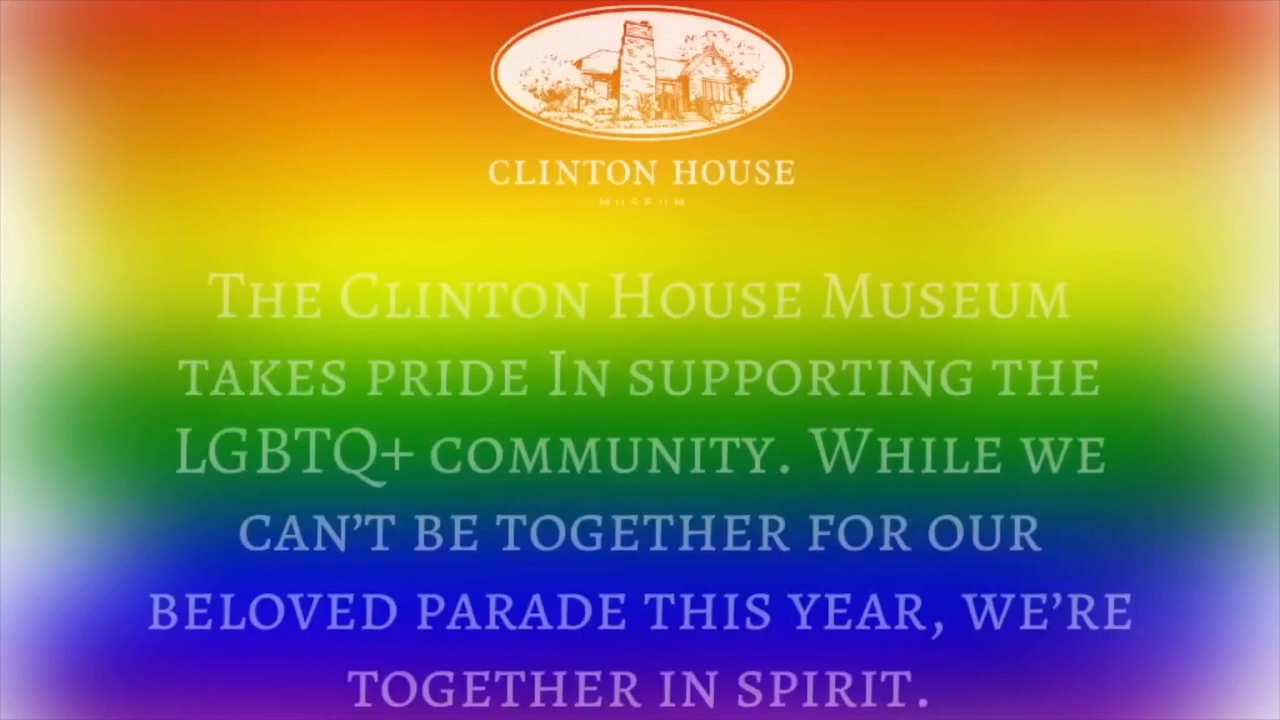 CLINTON HOUSE
MUSEUM
THE CLINTON HOUSE MUSEUM
TAKES PRIDE IN SUPPORTING THE
LGBTQ+ COMMUNITY. WHILE WE
CAN'T BE TOGETHER FOR OUR
BELOVED PARADE THIS YEAR, WE'RE
TOGETHER IN SPIRIT.